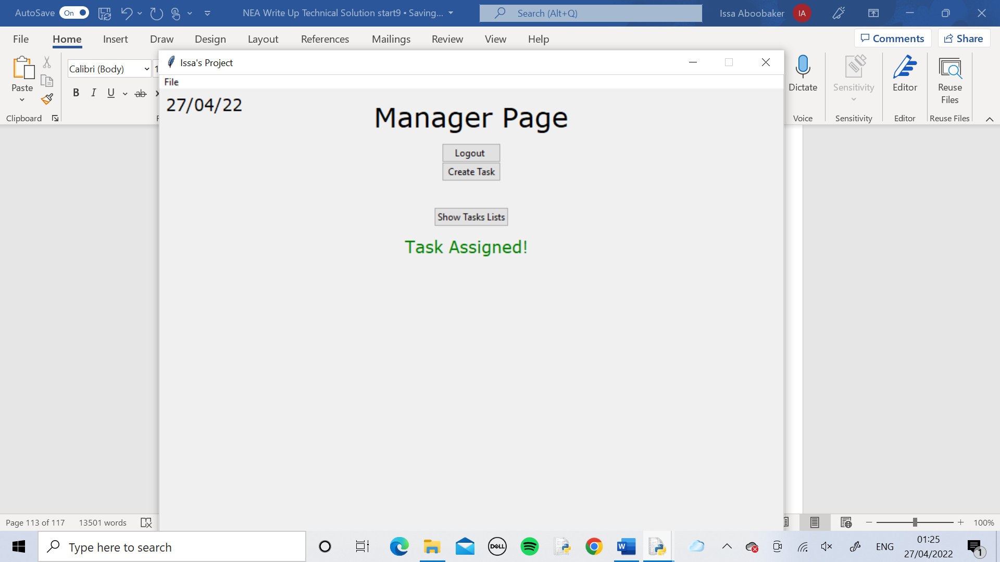 AutoSave On NEA Write Up Technical Solution start9 • Saving... Search (Alt+Q) Issa Aboobaker IA
File Home Insert Draw Design Layout References Mailings Review View Help Comments Share
Issa's Project
Calibri (Body) 1
File
Paste B I U ab x Dictate Sensitivity Editor Reuse
Files
27/04/22
Manager Page
Clipboard F Voice Sensitivity Editor Reuse Files
Logout
Create Task
Show Tasks Lists
Task Assigned!
Page 113 of 117 13501 words 100%
Type here to search DELL W ENG 01:25
27/04/2022 1